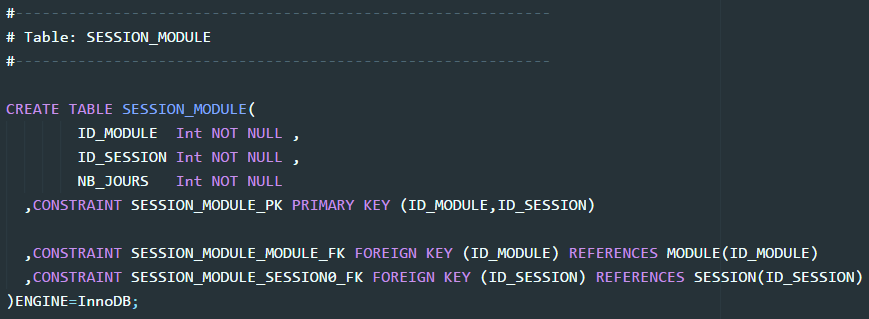 #------------------------------------------------------------
# Table: SESSION_MODULE
#------------------------------------------------------------
CREATE TABLE SESSION_MODULE(
        ID_MODULE  Int NOT NULL ,
        ID_SESSION Int NOT NULL ,
        NB_JOURS   Int NOT NULL
  ,CONSTRAINT SESSION_MODULE_PK PRIMARY KEY (ID_MODULE,ID_SESSION)
  ,CONSTRAINT SESSION_MODULE_MODULE_FK FOREIGN KEY (ID_MODULE) REFERENCES MODULE(ID_MODULE)
  ,CONSTRAINT SESSION_MODULE_SESSION0_FK FOREIGN KEY (ID_SESSION) REFERENCES SESSION(ID_SESSION)
)ENGINE=InnoDB;